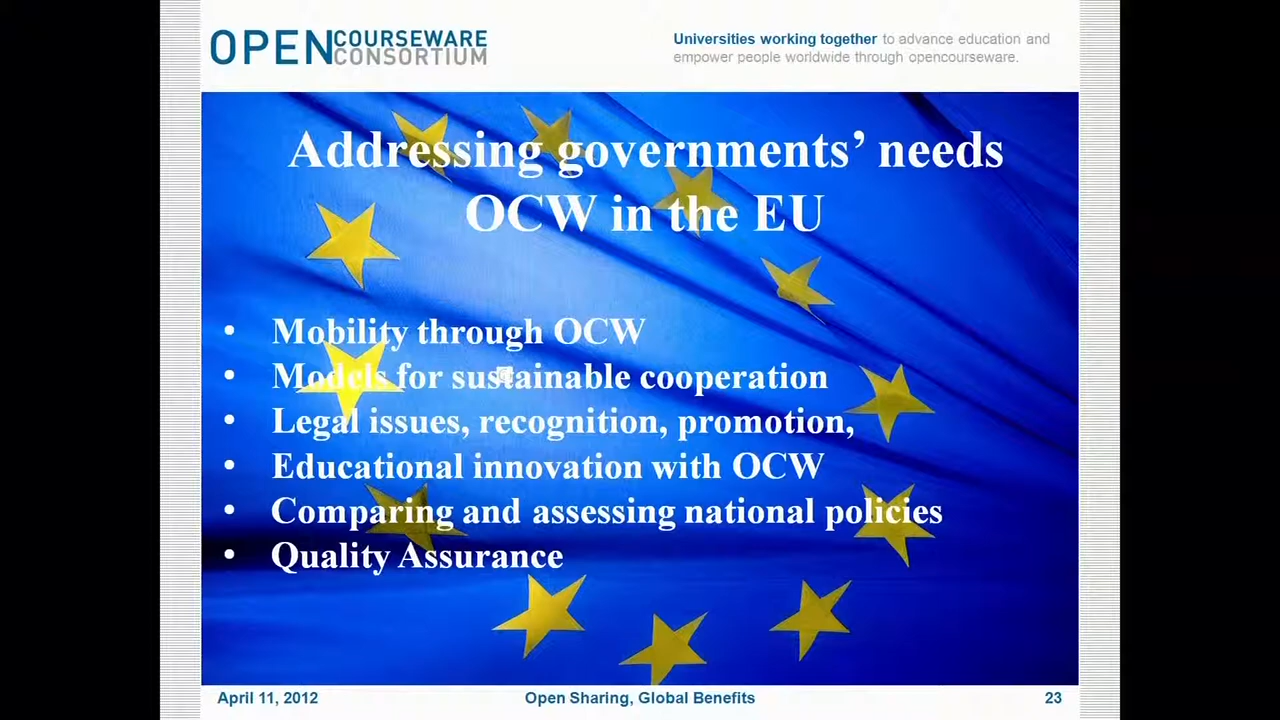 OPENCOURSEWARE
CONSORTIUM
Universities working together to advance education and
empower people worldwide through opencourseware.
Addressing governments’ needs
OCW in the EU
• Mobility through OCW
• Models for sustainable cooperation
• Legal issues, recognition, promotion,
• Educational innovation with OCW
• Comparing and assessing national policies
• Quality Assurance
April 11, 2012
Open Sharing, Global Benefits
23